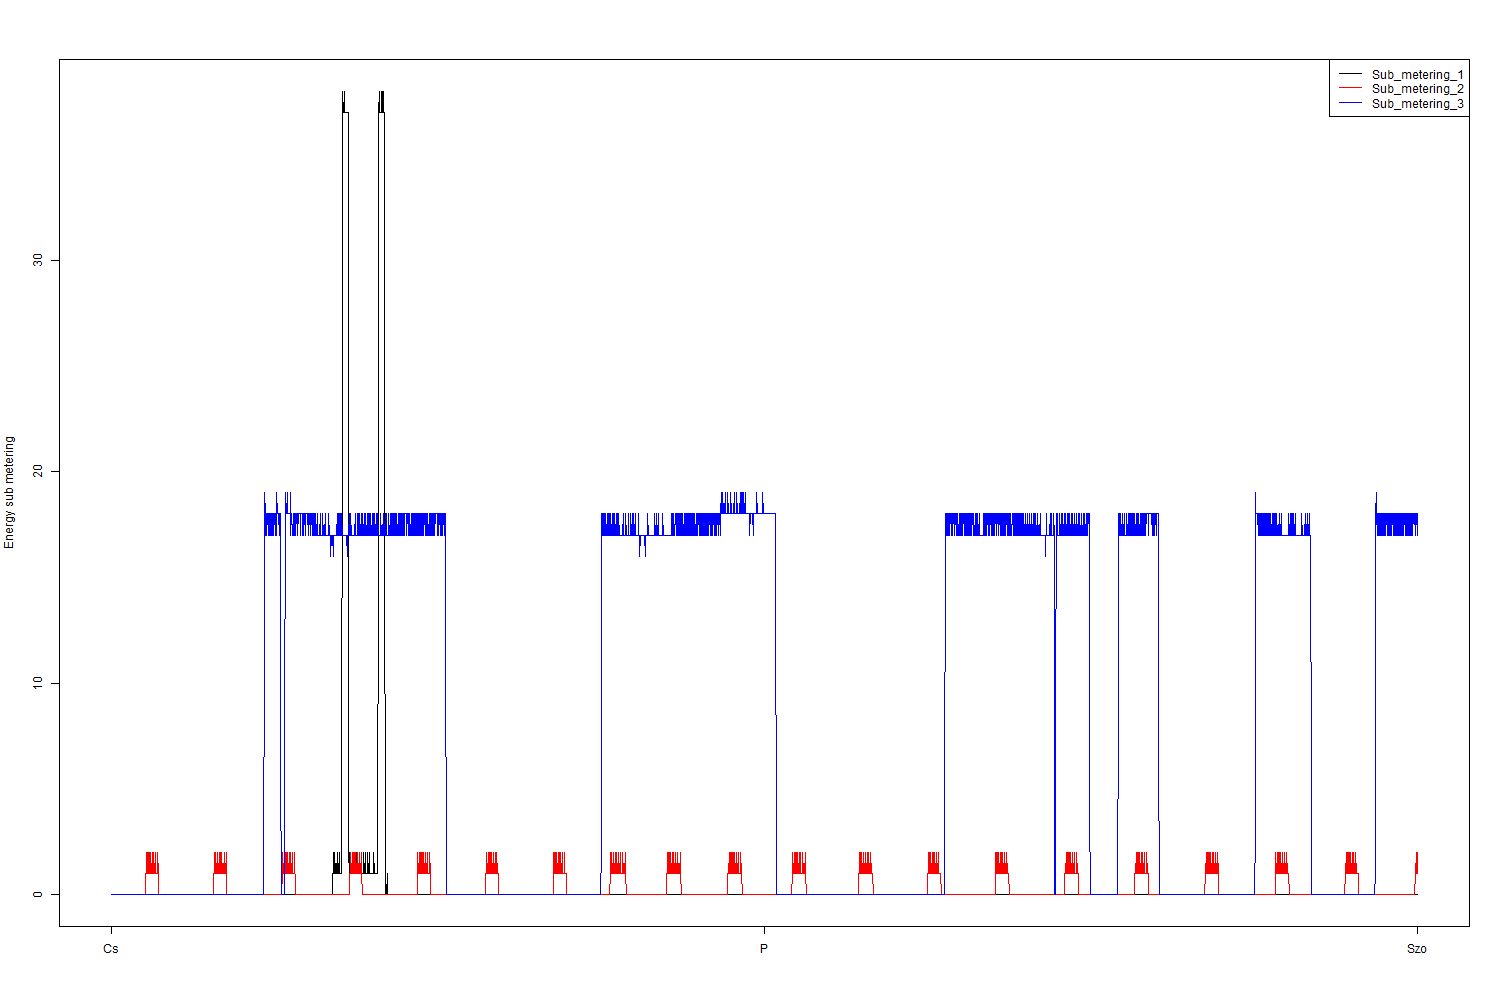 Sub_metering_1
Sub_metering_2
Sub_metering_3
Energy sub metering
30
20
10
0
Cs
P
Szo